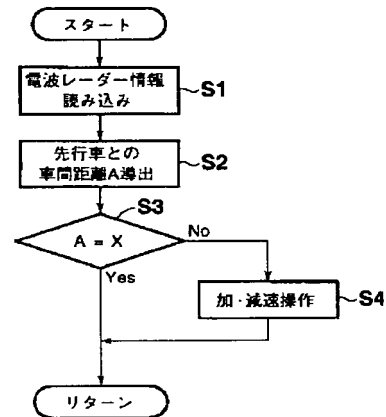 スタート
電波レーダー情報
読み込み
S1
先行車との
車間距離A導出
S2
S3
A = X
No
Yes
加・減速操作
S4
リターン